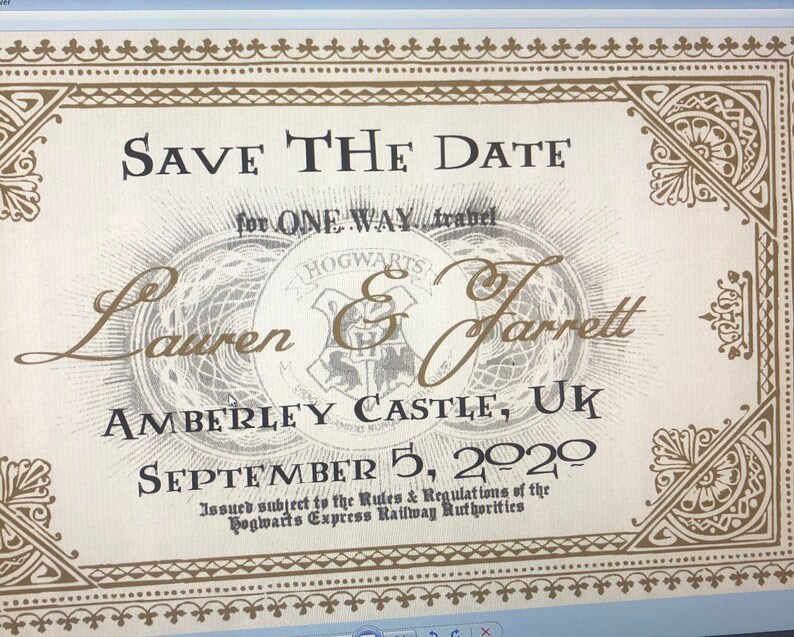 ver
SAVE THE DATE
for ONE WAY...travel
HOGWARTS
Lauren & Jarrett
H
AMBERLEY CASTLE, UK
SEPTEMBER 5, 2020
Issued subject to the Rules & Regulations of the
Hogwarts Express Railway Authorities